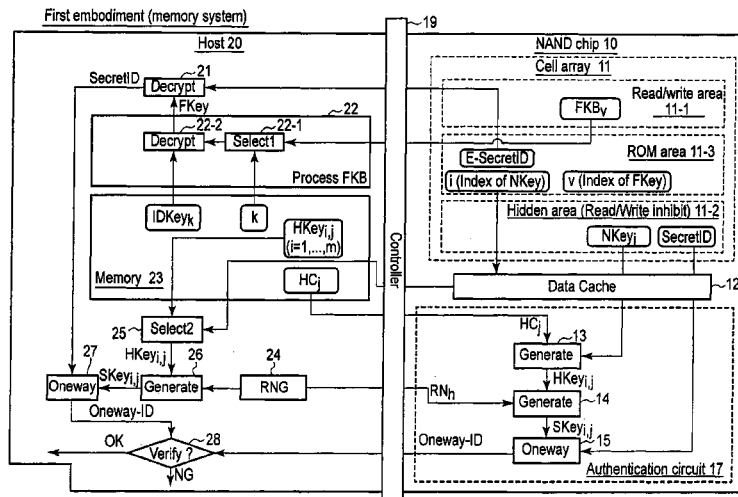 First embodiment (memory system)
19
Host 20
NAND chip 10
Cell array 11
SecretID
21
Decrypt
FKey
22
22-2
22-1
Decrypt
Select1
Process FKB
Read/write area
11-1
FKBv
E-SecretID
ROM area 11-3
i (Index of NKey)
v (Index of FKey)
Hidden area (Read/Write inhibit) 11-2
NKeyi
SecretID
IDKeyk
k
HKeyi,j
(i=1,...,m)
HCj
Memory 23
Controller
Data Cache
12
25
Select2
HKeyi,j
27
26
24
Oneway
SKeyi,j
Generate
RNG
Oneway-ID
OK
28
Verify ?
NG
HCj
13
Generate
HKeyi,j
RNh
Generate
14
SKeyi,j
15
Oneway-ID
Oneway
Authentication circuit 17